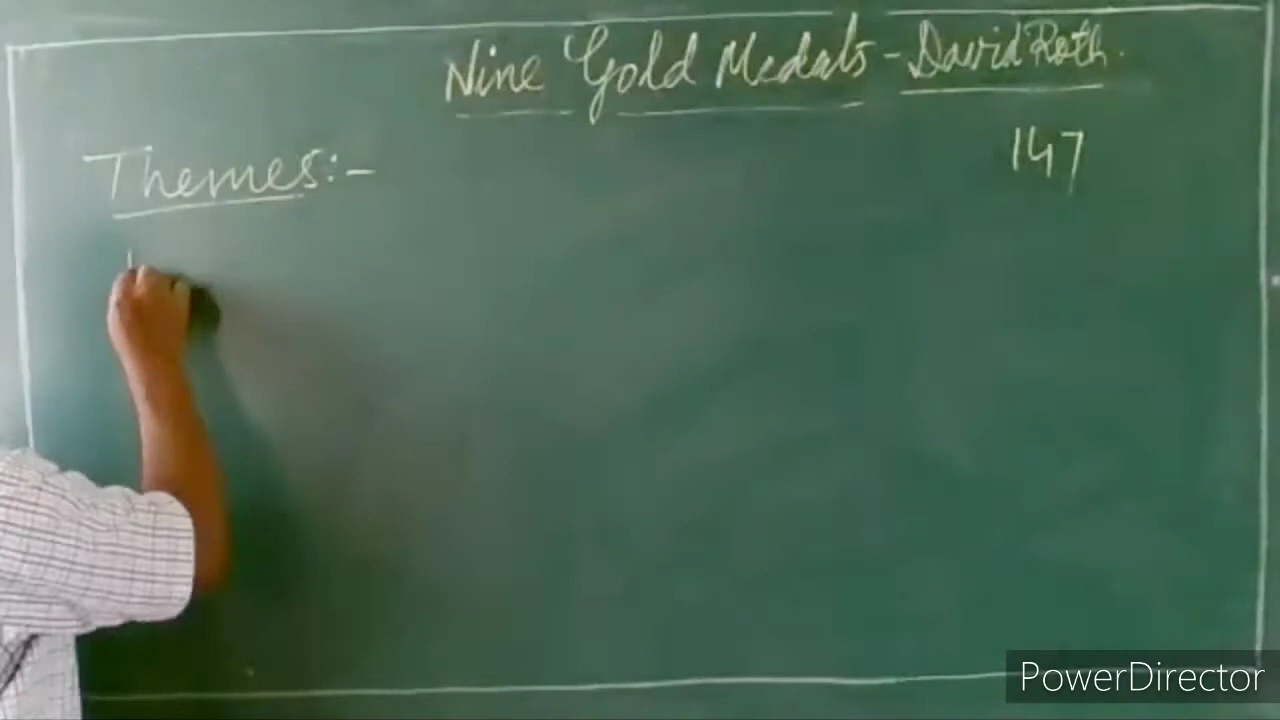 Nine Gold Medals - David Roth.
147
Themes:-
PowerDirector